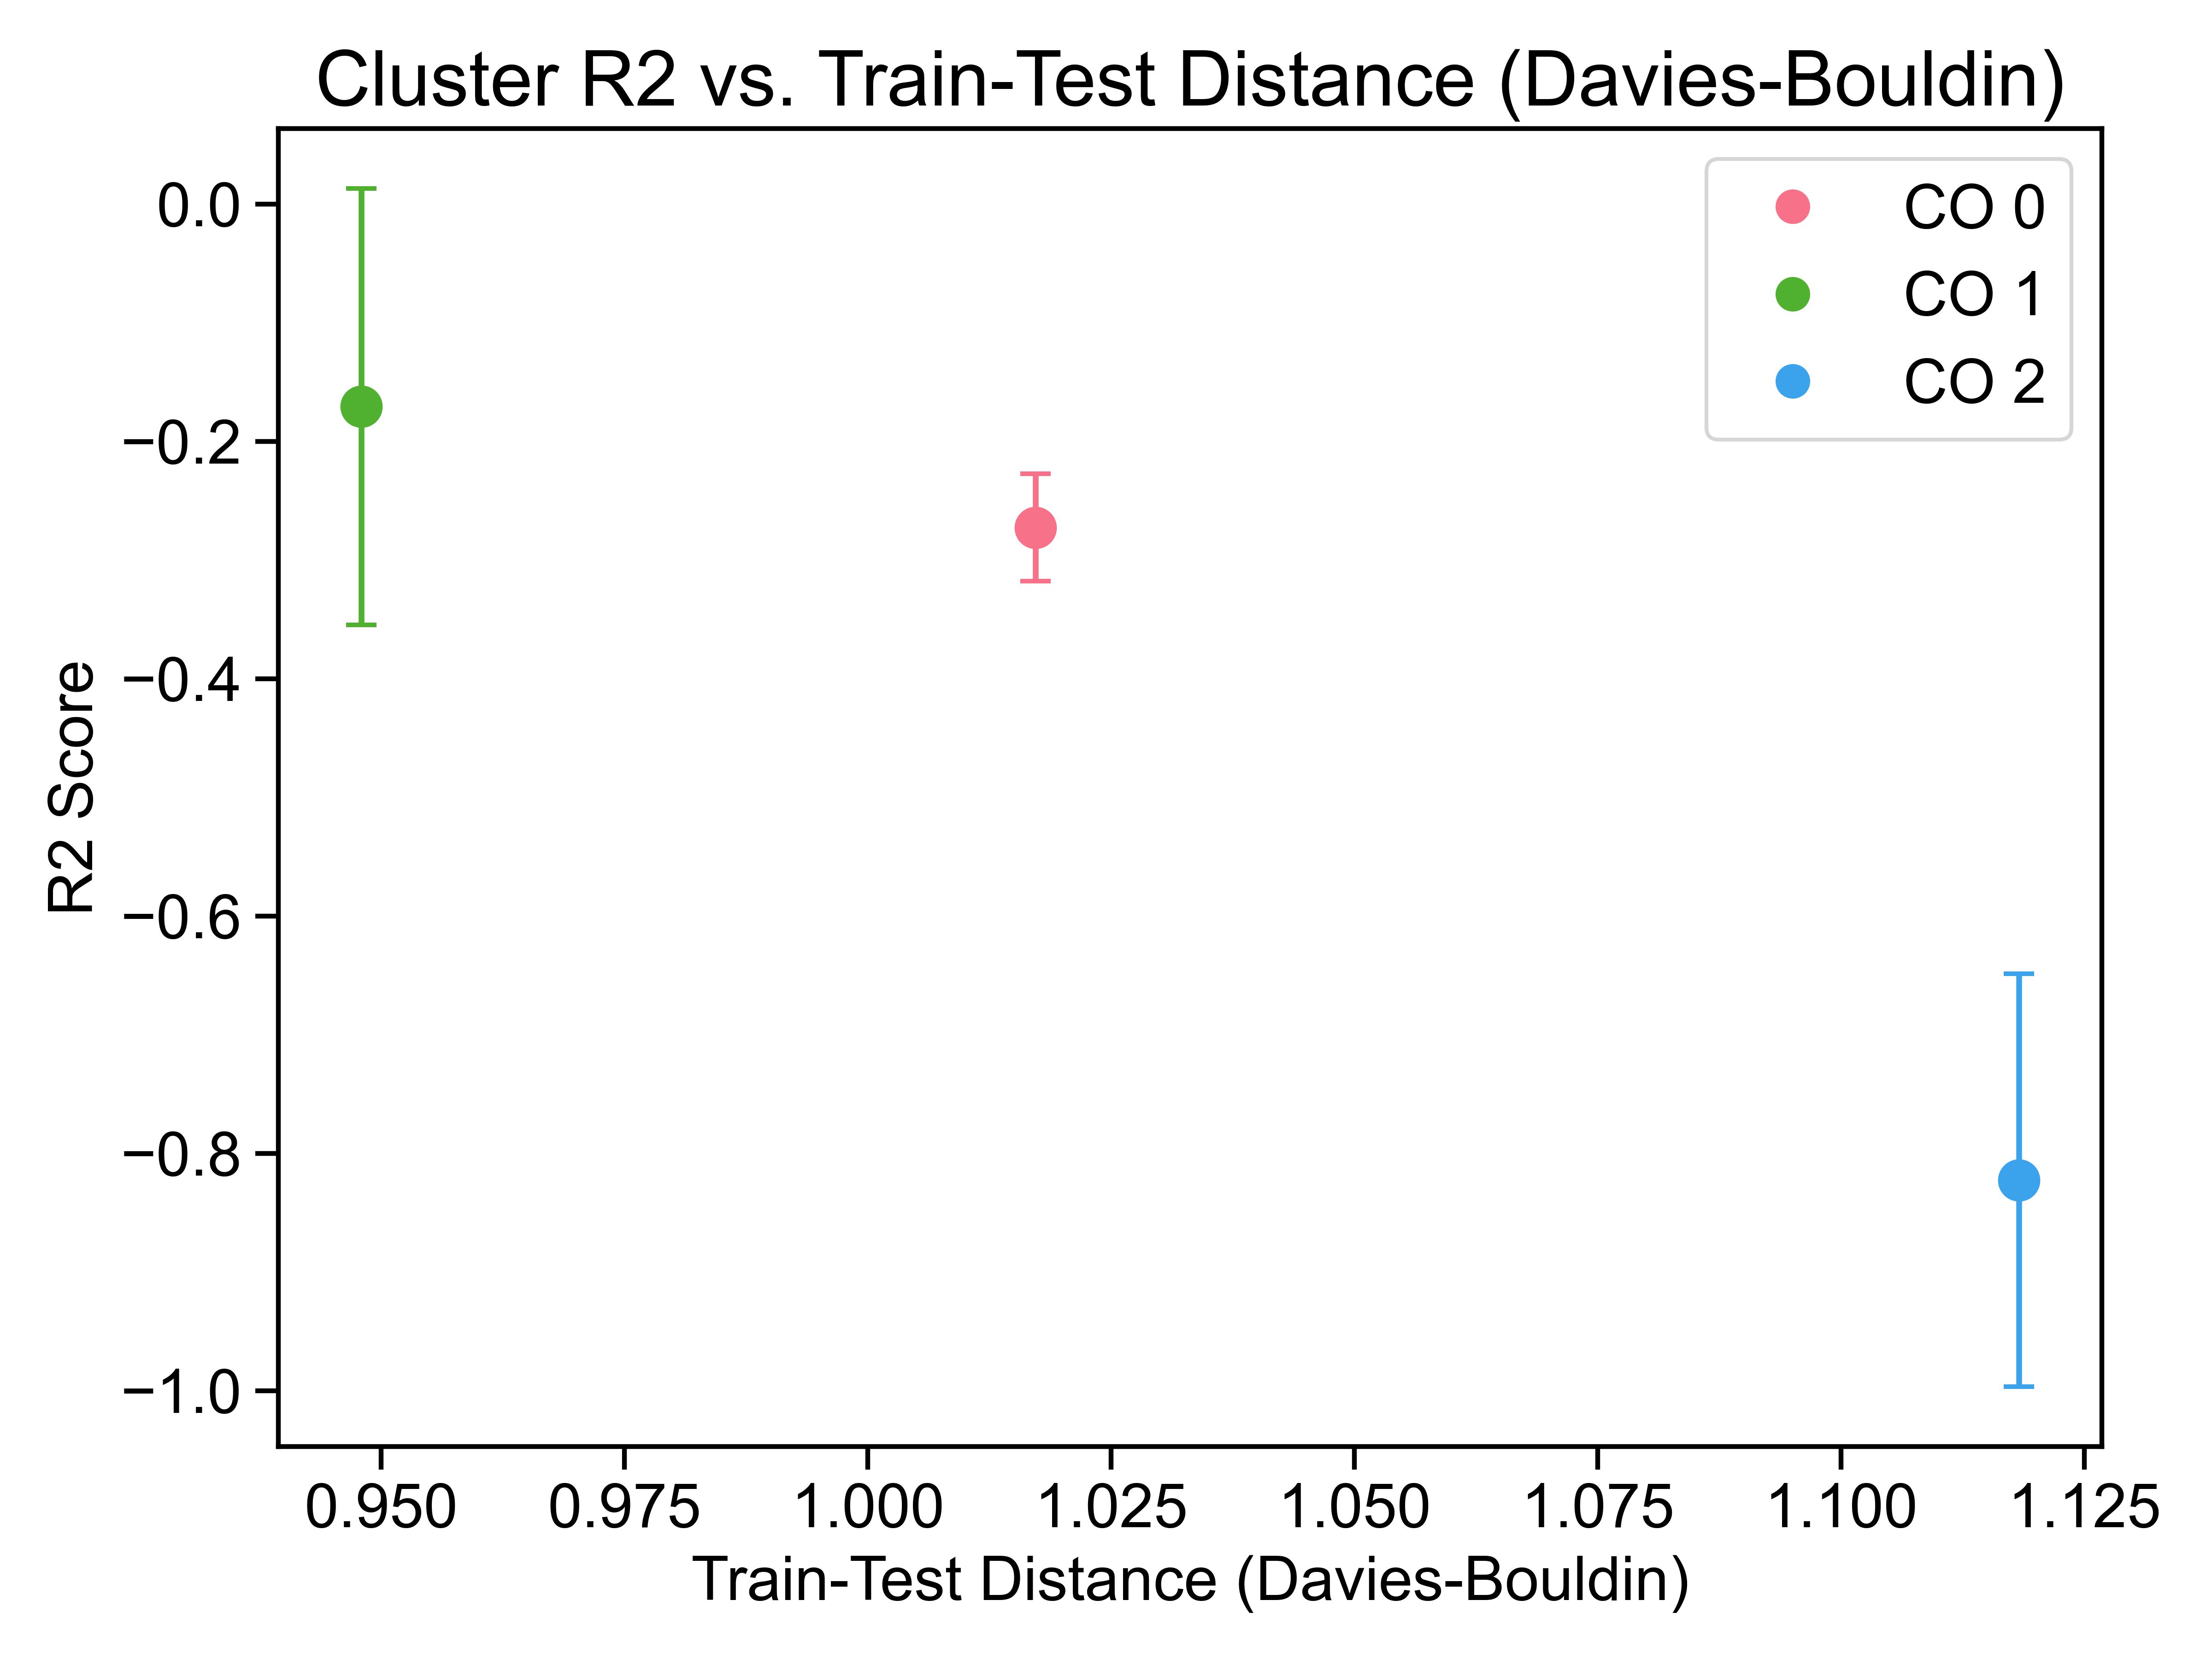 Cluster R2 vs. Train-Test Distance (Davies-Bouldin)
CO 0
CO 1
CO 2
0.0
−0.2
−0.4
−0.6
−0.8
−1.0
R2 Score
0.950 0.975 1.000 1.025 1.050 1.075 1.100 1.125
Train-Test Distance (Davies-Bouldin)